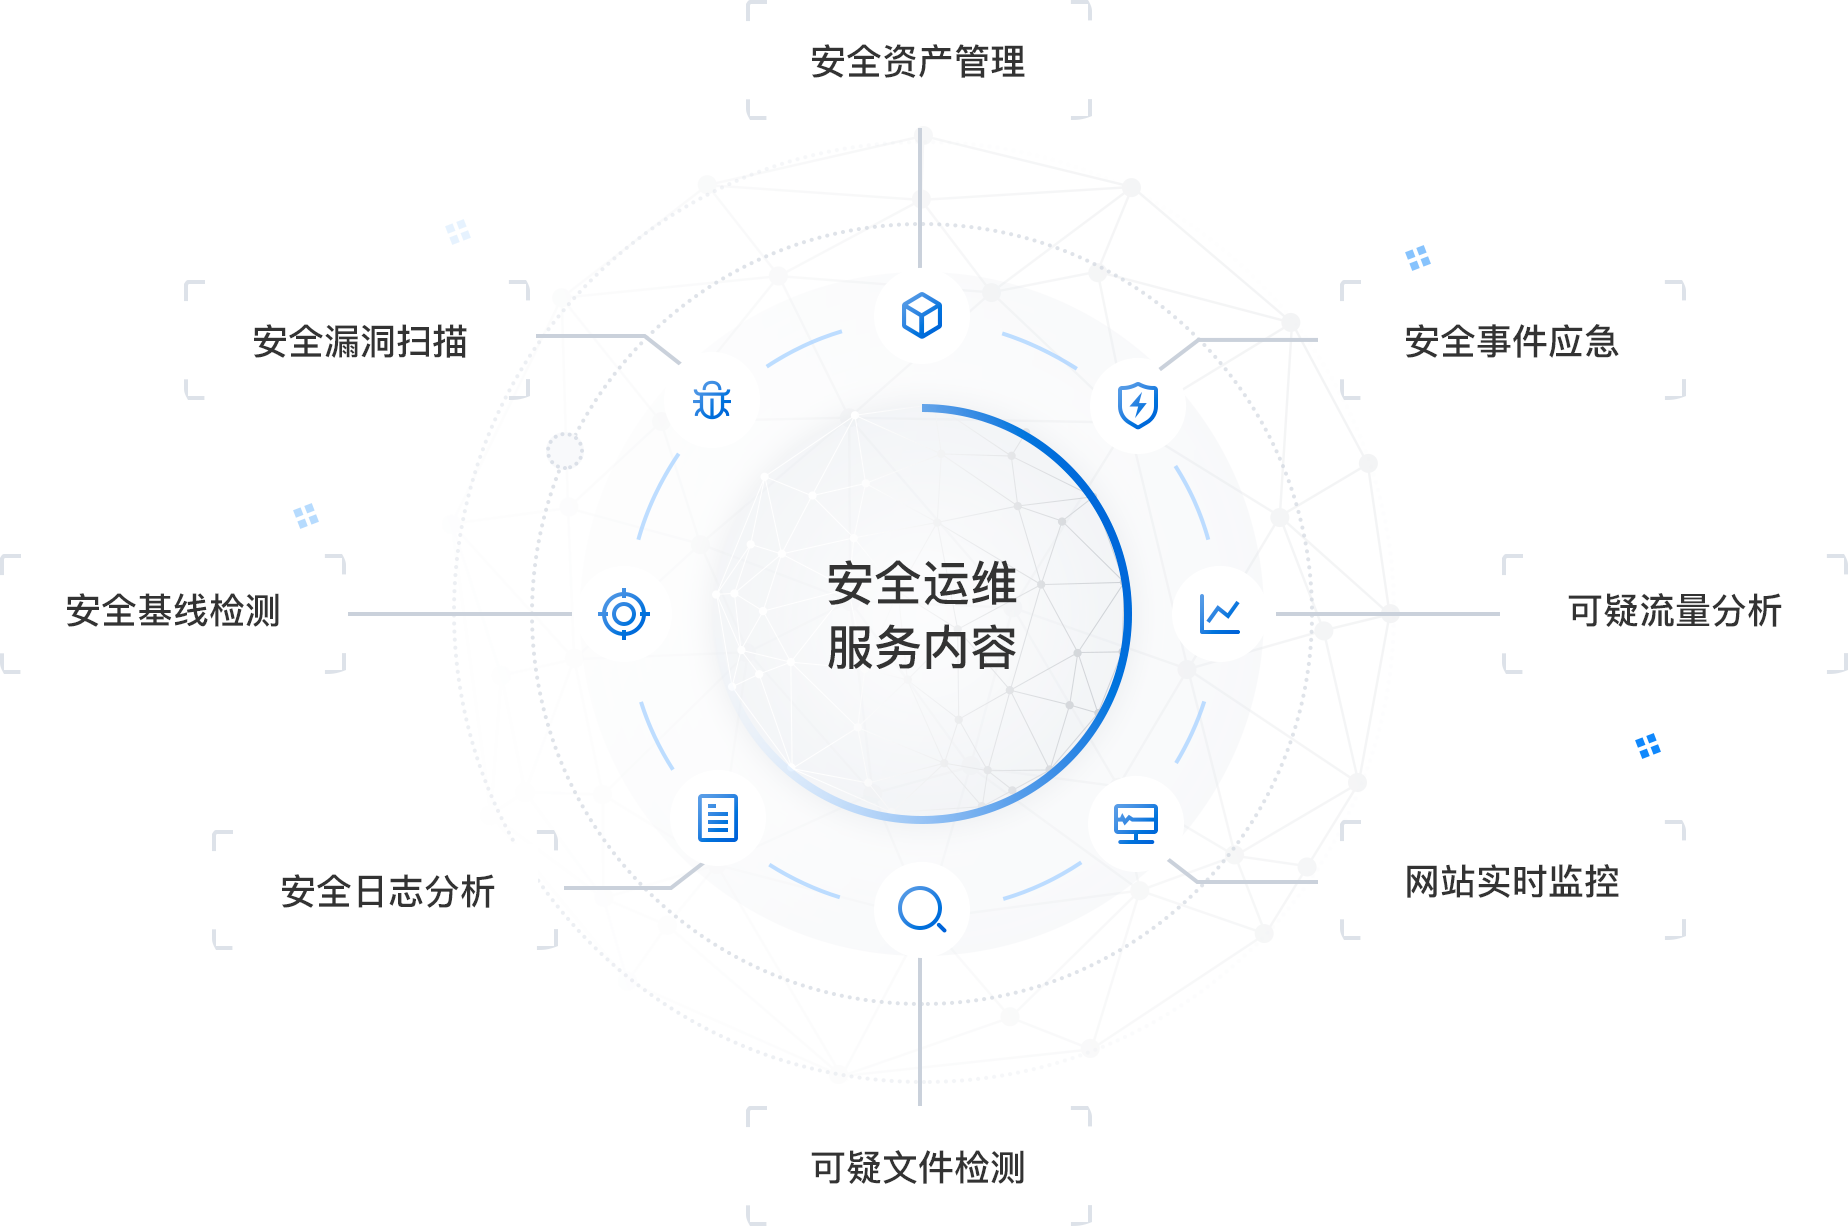 安全资产管理
安全漏洞扫描
安全事件应急
安全基线检测
安全运维
服务内容
可疑流量分析
安全日志分析
网站实时监控
可疑文件检测